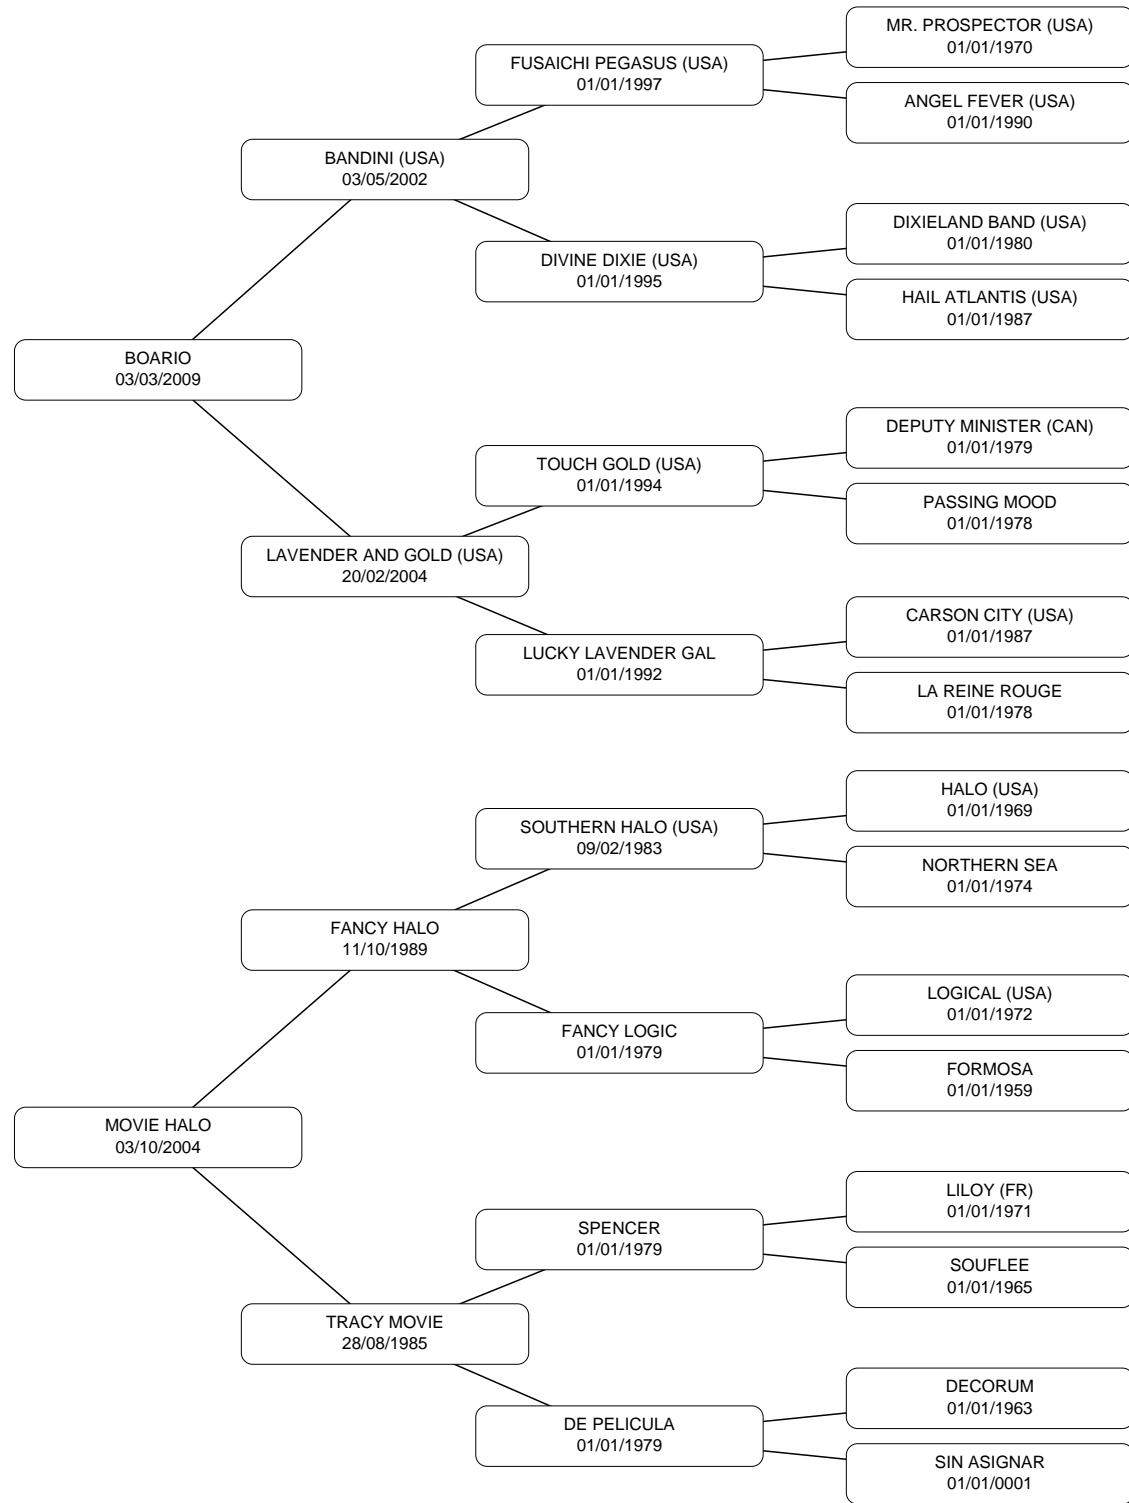 MR. PROSPECTOR (USA)
01/01/1970
FUSAICHI PEGASUS (USA)
01/01/1997
ANGEL FEVER (USA)
01/01/1990
BANDINI (USA)
03/05/2002
DIXIELAND BAND (USA)
01/01/1980
DIVINE DIXIE (USA)
01/01/1995
HAIL ATLANTIS (USA)
01/01/1987
BOARIO
03/03/2009
DEPUTY MINISTER (CAN)
01/01/1979
TOUCH GOLD (USA)
01/01/1994
PASSING MOOD
01/01/1978
LAVENDER AND GOLD (USA)
20/02/2004
CARSON CITY (USA)
01/01/1987
LUCKY LAVENDER GAL
01/01/1992
LA REINE ROUGE
01/01/1978
HALO (USA)
01/01/1969
SOUTHERN HALO (USA)
09/02/1983
NORTHERN SEA
01/01/1974
FANCY HALO
11/10/1989
LOGICAL (USA)
01/01/1972
FANCY LOGIC
01/01/1979
FORMOSA
01/01/1959
MOVIE HALO
03/10/2004
LILOY (FR)
01/01/1971
SPENCER
01/01/1979
SOUFLEE
01/01/1965
TRACY MOVIE
28/08/1985
DECORUM
01/01/1963
DE PELICULA
01/01/1979
SIN ASIGNAR
01/01/0001